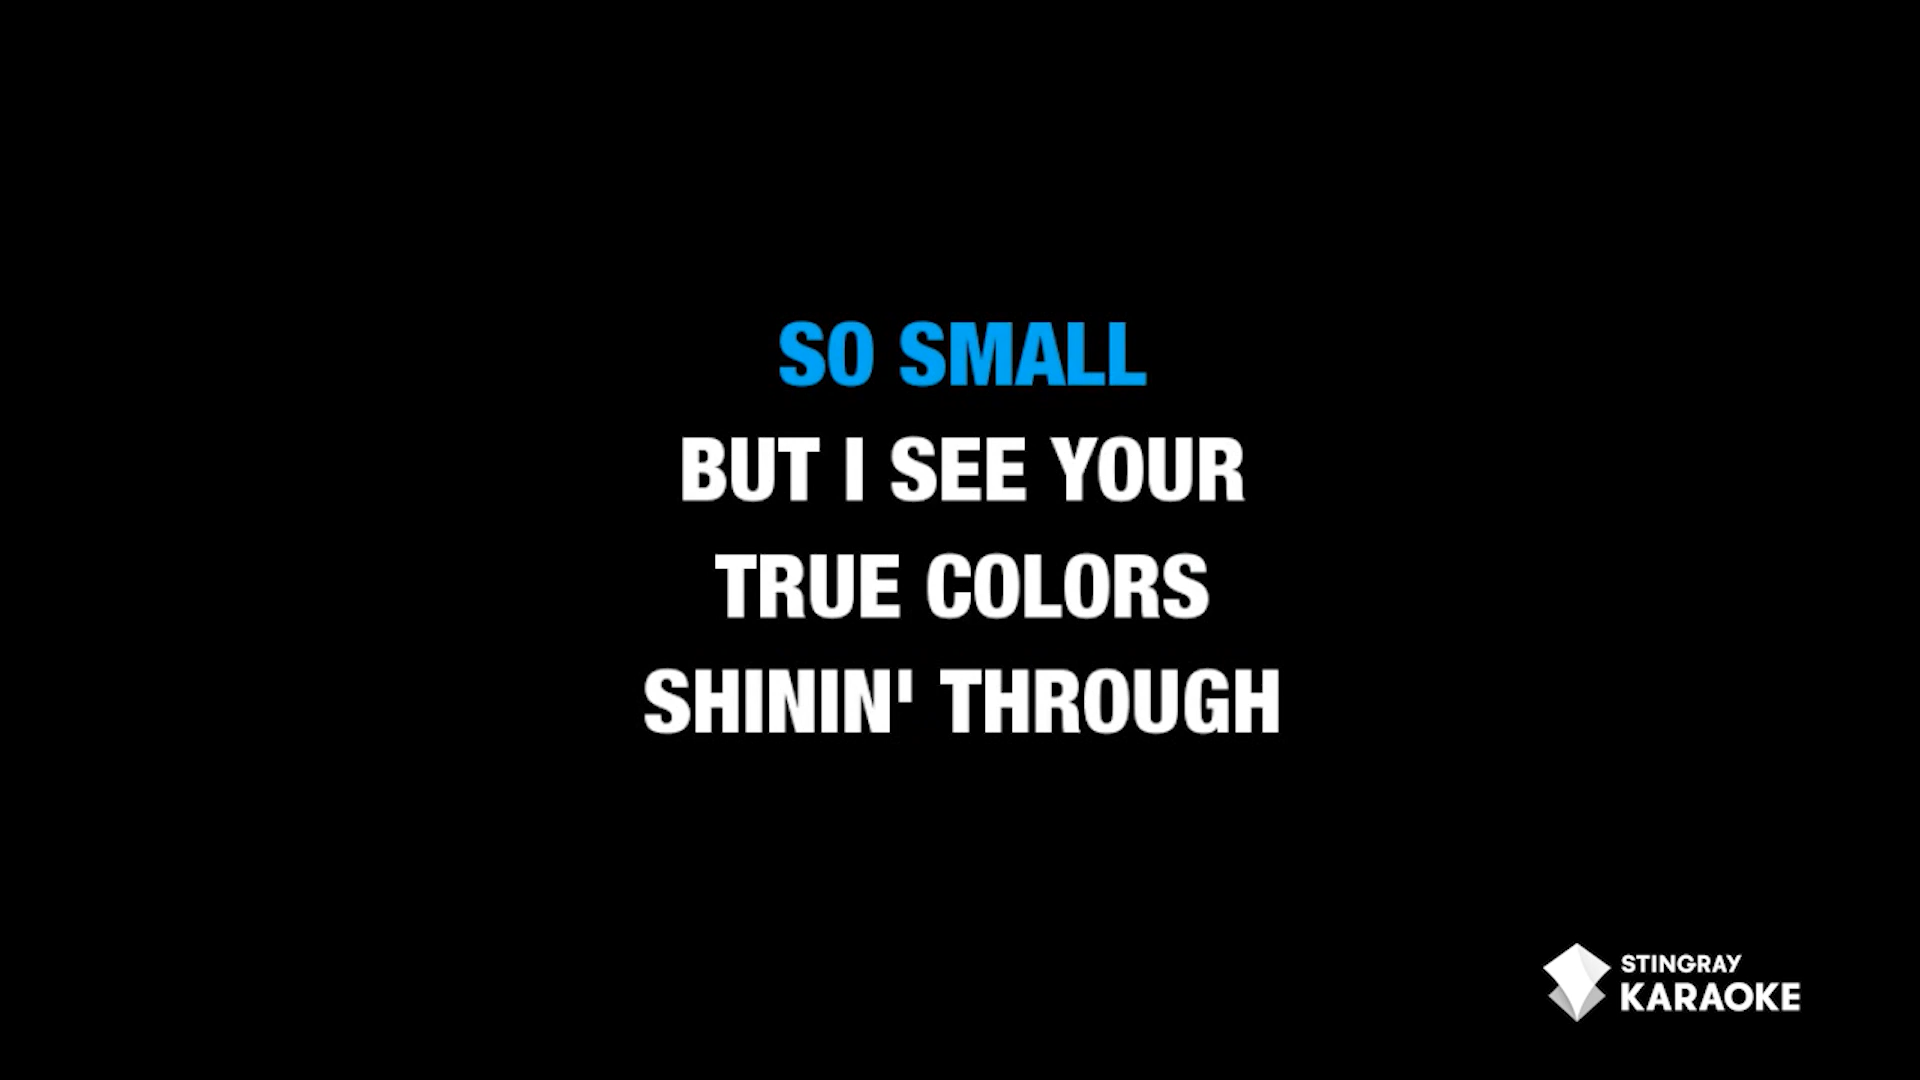 SO SMALL
BUT I SEE YOUR
TRUE COLORS
SHININ' THROUGH
STINGRAY
KARAOKE